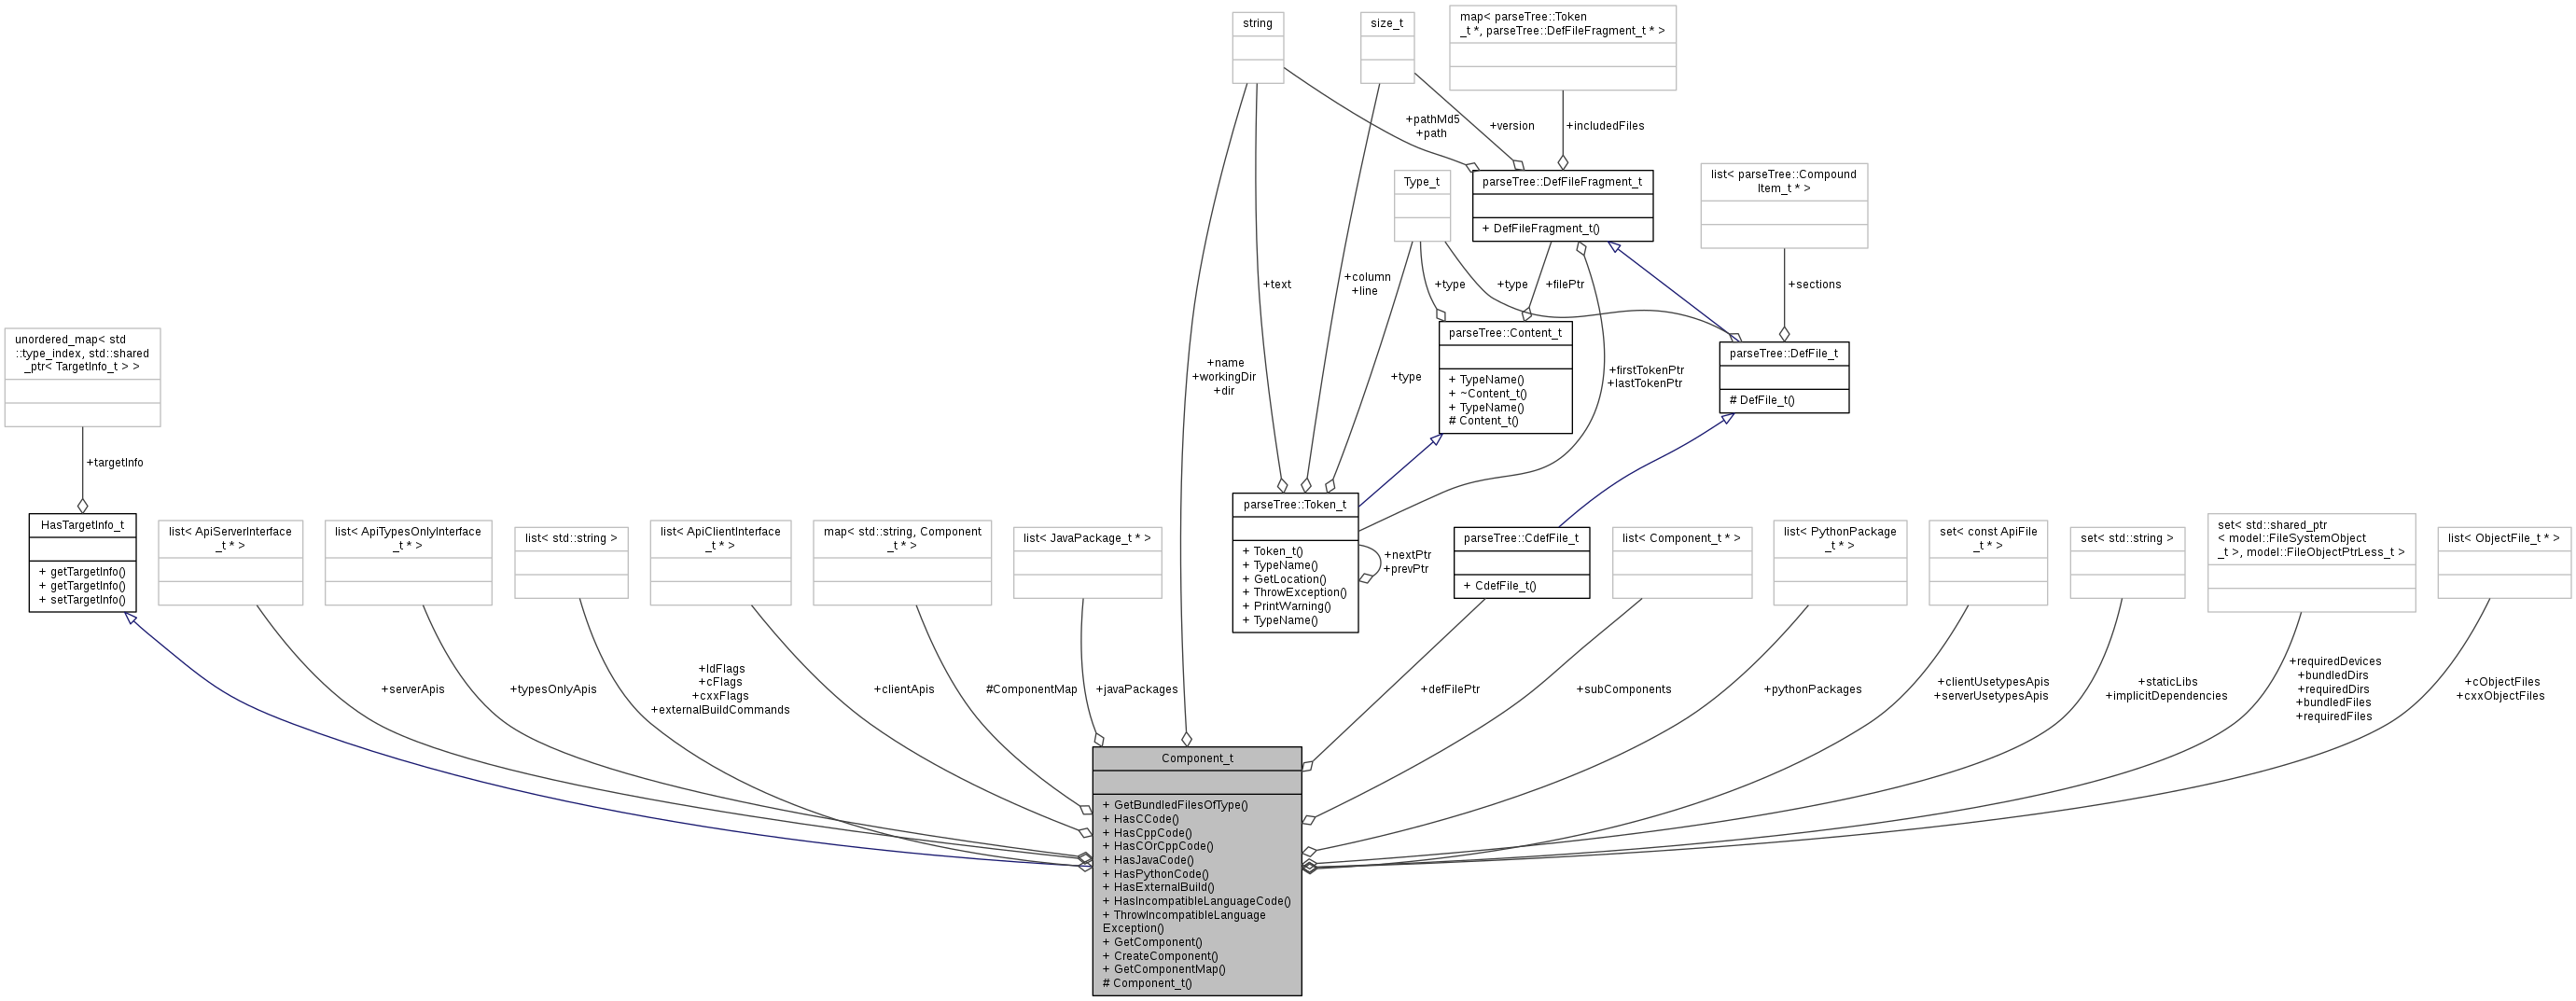 string
size_t
map< parseTree::Token
_t *, parseTree::DefFileFragment_t * >
+pathMd5
+path
+version
+includedFiles
Type_t
parseTree::DefFileFragment_t
+ DefFileFragment_t()
list< parseTree::Compound
Item_t * >
+text
+column
+line
+type
+type
+filePtr
+sections
unordered_map< std
::type_index, std::shared
_ptr< TargetInfo_t > >
parseTree::Content_t
+ TypeName()
+ ~Content_t()
+ TypeName()
# Content_t()
parseTree::DefFile_t
# DefFile_t()
+name
+workingDir
+dir
+type
+firstTokenPtr
+lastTokenPtr
+targetInfo
HasTargetInfo_t
+ getTargetInfo()
+ getTargetInfo()
+ setTargetInfo()
list< ApiServerInterface
_t * >
list< ApiTypesOnlyInterface
_t * >
list< std::string >
list< ApiClientInterface
_t * >
map< std::string, Component
_t * >
list< JavaPackage_t * >
parseTree::Token_t
+ Token_t()
+ TypeName()
+ GetLocation()
+ ThrowException()
+ PrintWarning()
+ TypeName()
+nextPtr
+prevPtr
parseTree::CdefFile_t
+ CdefFile_t()
list< Component_t * >
list< PythonPackage
_t * >
set< const ApiFile
_t * >
set< std::string >
set< std::shared_ptr
< model::FileSystemObject
_t >, model::FileObjectPtrLess_t >
list< ObjectFile_t * >
+serverApis
+typesOnlyApis
+ldFlags
+cFlags
+cxxFlags
+externalBuildCommands
+clientApis
#ComponentMap
+javaPackages
+defFilePtr
+subComponents
+pythonPackages
+clientUsetypesApis
+serverUsetypesApis
+staticLibs
+implicitDependencies
+requiredDevices
+bundledDirs
+requiredDirs
+bundledFiles
+requiredFiles
+cObjectFiles
+cxxObjectFiles
Component_t
+ GetBundledFilesOfType()
+ HasCCode()
+ HasCppCode()
+ HasCOrCppCode()
+ HasJavaCode()
+ HasPythonCode()
+ HasExternalBuild()
+ HasIncompatibleLanguageCode()
+ ThrowIncompatibleLanguage
Exception()
+ GetComponent()
+ CreateComponent()
+ GetComponentMap()
# Component_t()